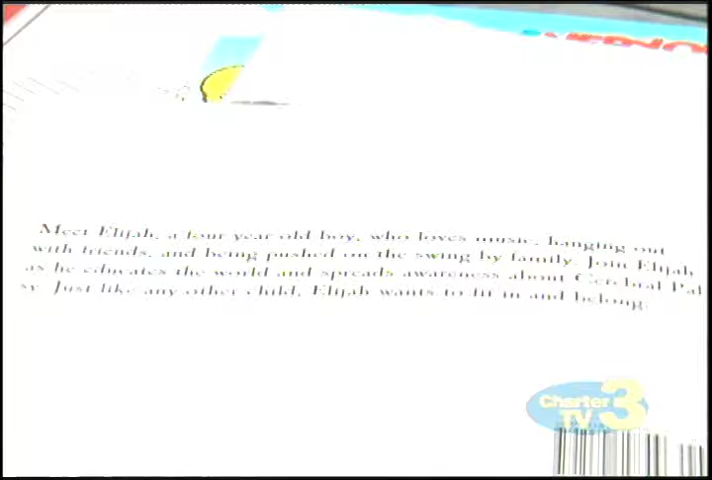 Meet Elijah, a four year old boy, who loves music, hanging out
with friends, and being pushed on the swing by family. Join Elijah
as he educates the world and spreads awareness about Cerebral Pal
sy. Just like any other child, Elijah wants to fit in and belong.
Charter
TV 3